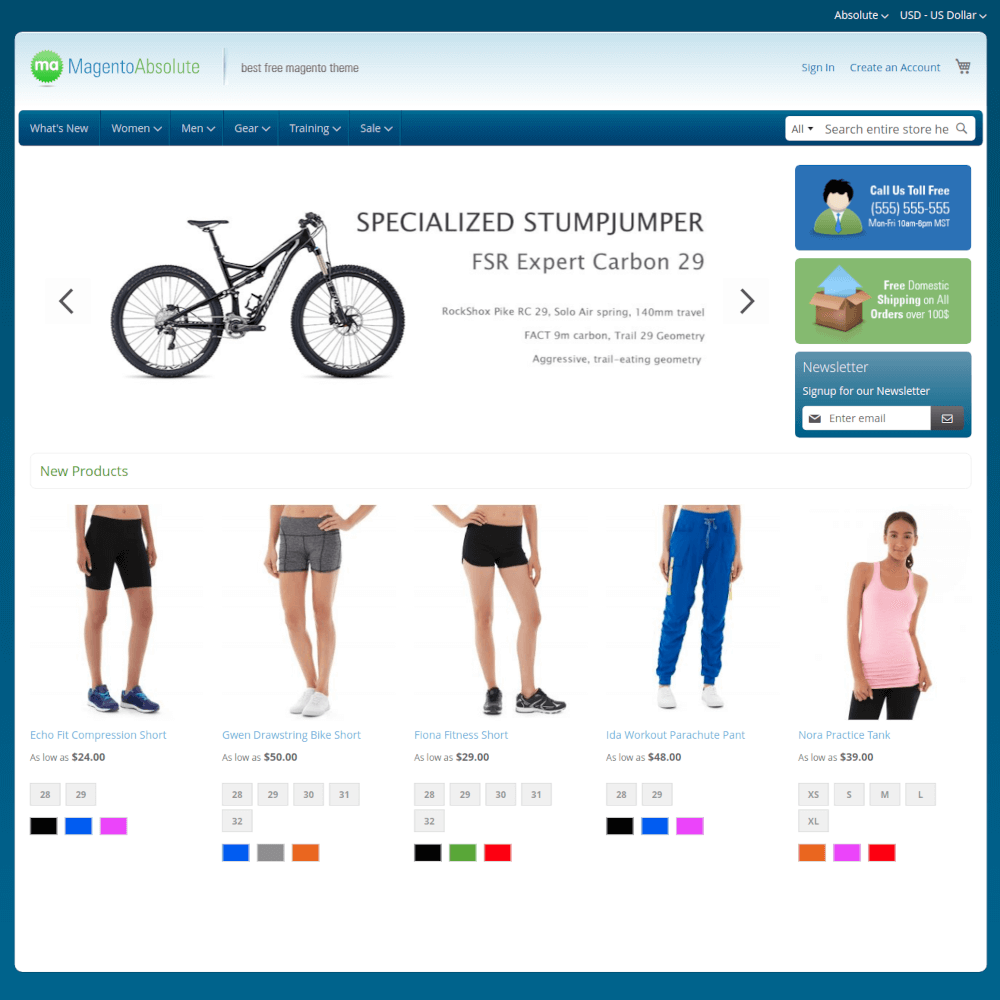 Absolute USD - US Dollar
ma MagentoAbsolute best free magento theme
Sign In Create an Account
What's New Women Men Gear Training Sale
All Search entire store he
SPECIALIZED STUMPJUMPER
FSR Expert Carbon 29
RockShox Pike RC 29, Solo Air spring, 140mm travel
FACT 9m carbon, Trail 29 Geometry
Aggressive, trail-eating geometry
Call Us Toll Free
(555) 555-555
Mon-Fri 10am-6pm MST
Free Domestic
Shipping on All
Orders over 100$
Newsletter
Signup for our Newsletter
Enter email
New Products
Echo Fit Compression Short
As low as $24.00
28 29
Gwen Drawstring Bike Short
As low as $50.00
28 29 30 31
32
Fiona Fitness Short
As low as $29.00
28 29 30 31
32
Ida Workout Parachute Pant
As low as $48.00
28 29
Nora Practice Tank
As low as $39.00
XS S M L
XL